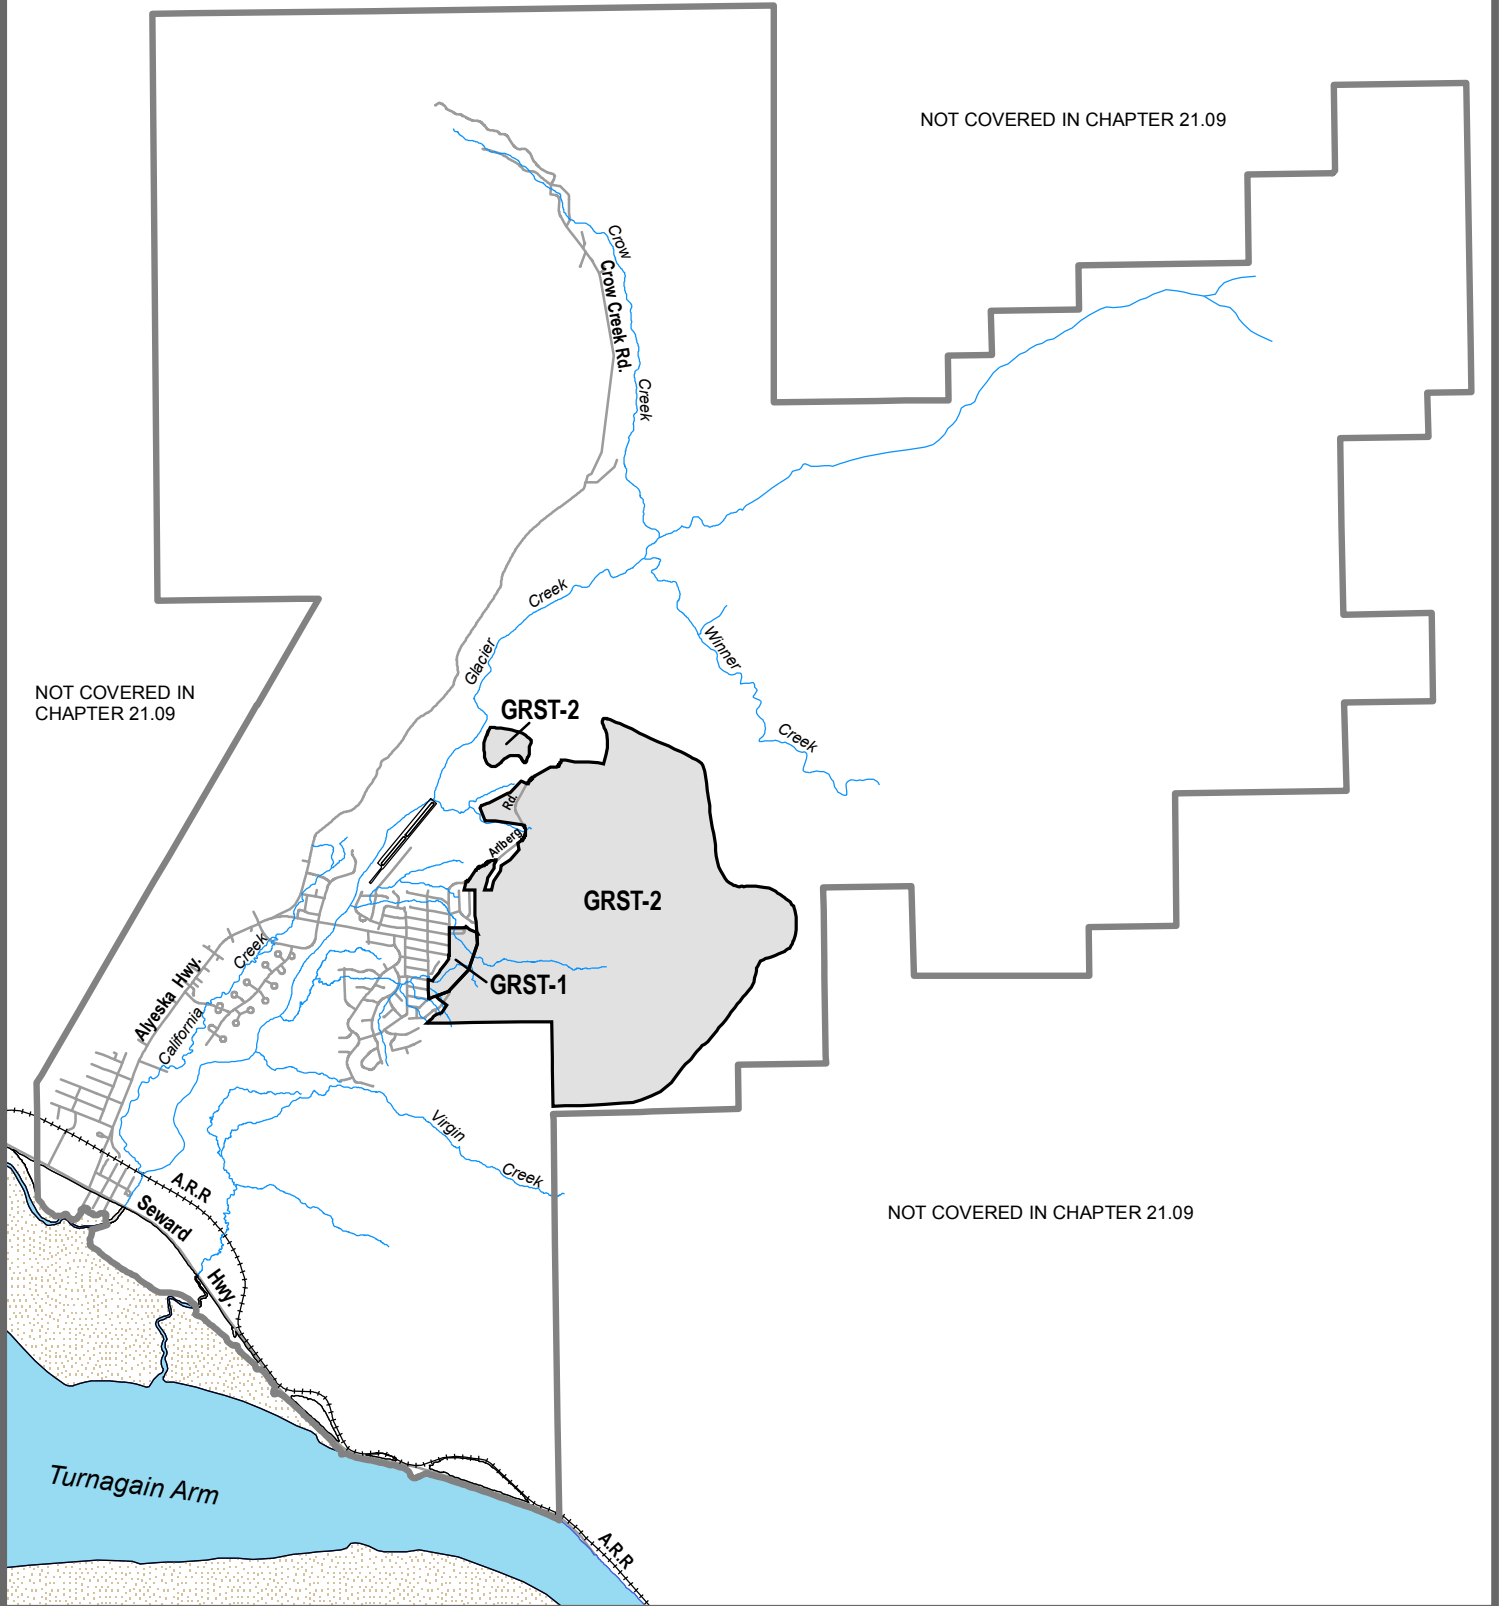 NOT COVERED IN CHAPTER 21.09
Crow
Crow Creek Rd.
Creek
Creek
Glacier
Winner
Creek
NOT COVERED IN
CHAPTER 21.09
GRST-2
Rd.
Arlberg
GRST-2
GRST-1
Alyeska Hwy.
Creek
California
Virgin
Creek
A.R.R
Seward
Hwy.
NOT COVERED IN CHAPTER 21.09
Turnagain Arm
A.R.R